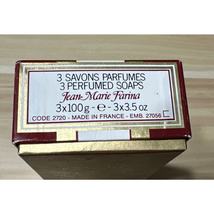 3 SAVONS PARFUMES
3 PERFUMED SOAPS
Jean-Marie Farina
3x100g - ℮ - 3x3.5 oz
CODE 2720 - MADE IN FRANCE - EMB. 27056